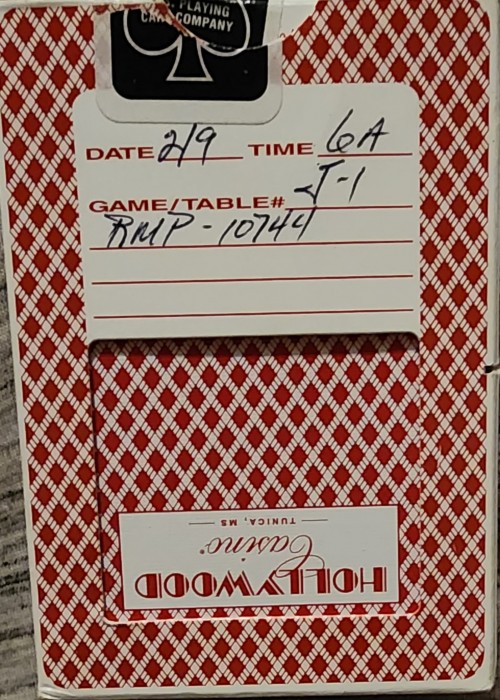 PLAYING
CARD COMPANY
DATE 2/9 TIME 6A
GAME/TABLE# J-1
RMP - 10744
TUNICA, MS
Casino
HOLLYWOOD